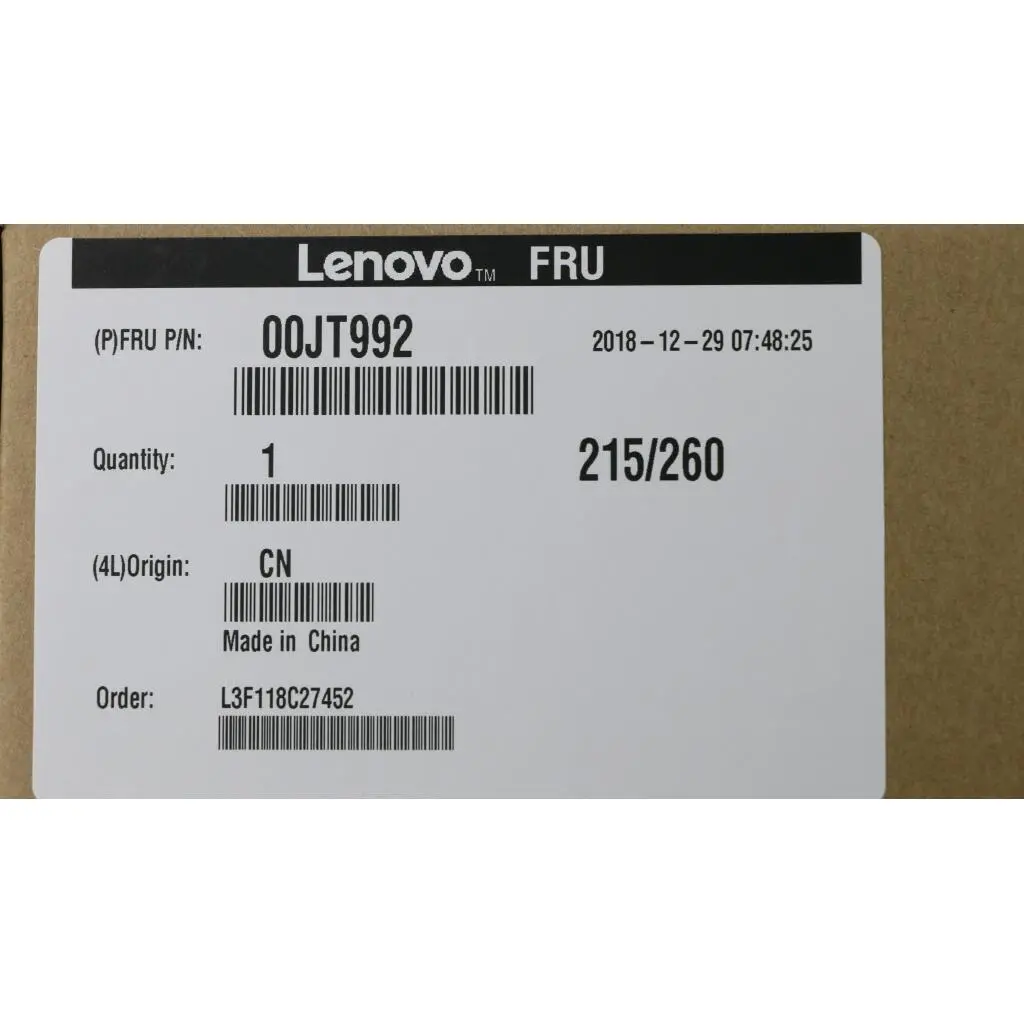 Lenovo™ FRU
(P)FRU P/N: 00JT992 2018-12-29 07:48:25
Quantity: 1 215/260
(4L)Origin: CN
Made in China
Order: L3F118C27452